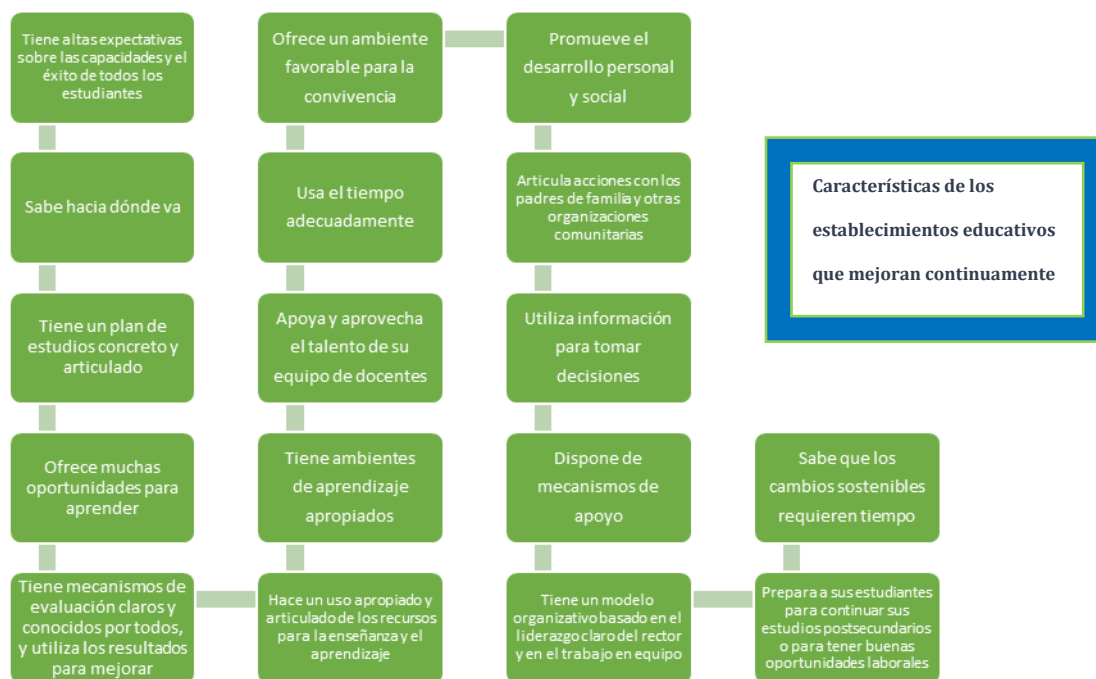 Tiene altas expectativas
sobre las capacidades y el
éxito de todos los
estudiantes
Sabe hacia dónde va
Tiene un plan de
estudios concreto y
articulado
Ofrece muchas
oportunidades para
aprender
Tiene mecanismos de
evaluación claros y
conocidos por todos,
y utiliza los resultados
para mejorar
Hace un uso apropiado y
articulado de los recursos
para la enseñanza y el
aprendizaje
Tiene ambientes
de aprendizaje
apropiados
Apoya y aprovecha
el talento de su
equipo de docentes
Usa el tiempo
adecuadamente
Ofrece un ambiente
favorable para la
convivencia
Promueve el
desarrollo personal
y social
Articula acciones con los
padres de familia y otras
organizaciones
comunitarias
Utiliza información
para tomar
decisiones
Dispone de
mecanismos de
apoyo
Tiene un modelo
organizativo basado en el
liderazgo claro del rector
y en el trabajo en equipo
Prepara a sus estudiantes
para continuar sus
estudios postsecundarios
o para tener buenas
oportunidades laborales
Sabe que los
cambios sostenibles
requieren tiempo
Características de los
establecimientos educativos
que mejoran continuamente